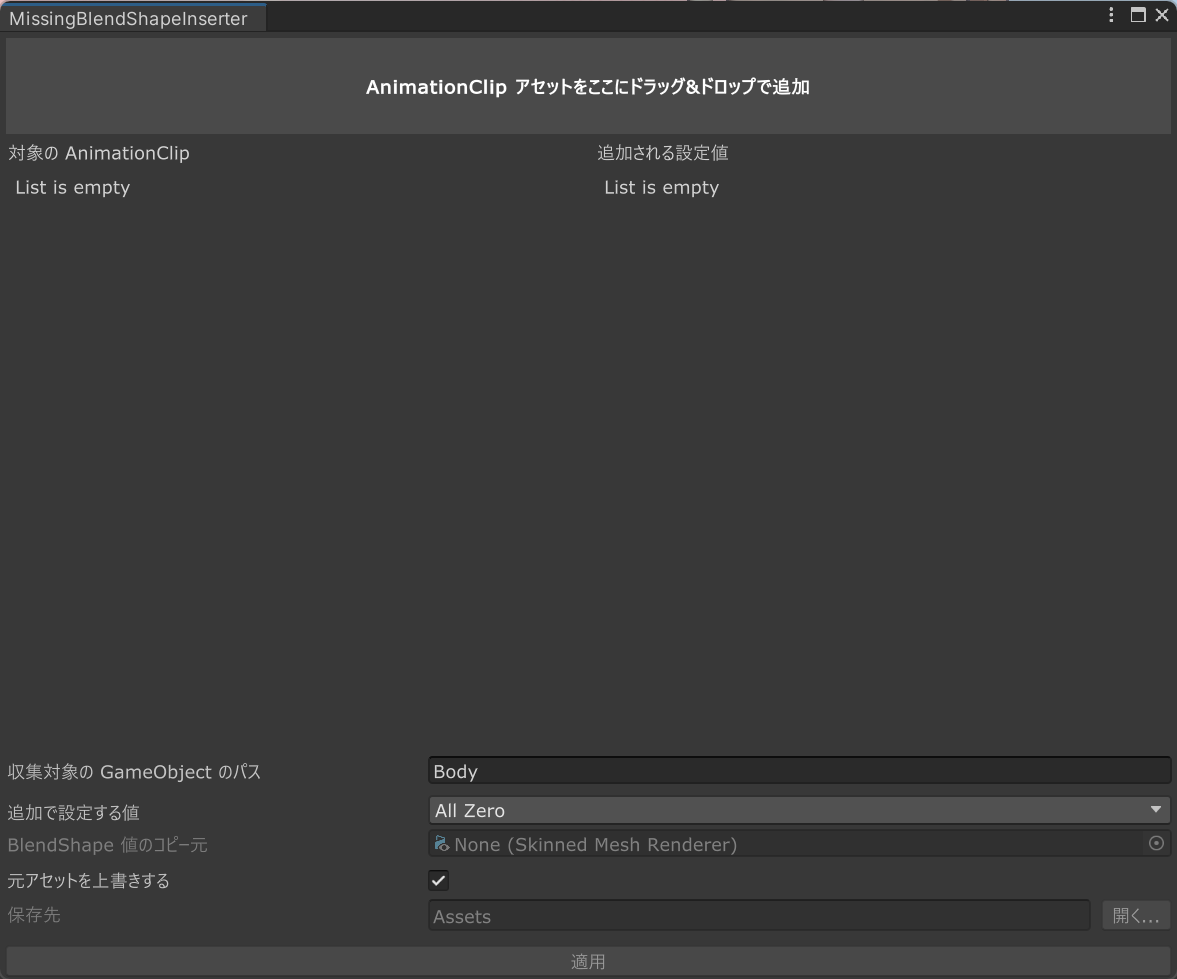 MissingBlendShapeInserter
AnimationClip アセットをここにドラッグ&ドロップで追加
対象の AnimationClip 追加される設定値
List is empty List is empty
収集対象の GameObject のパス Body
追加で設定する値 All Zero
BlendShape 値のコピー元 None (Skinned Mesh Renderer)
元アセットを上書きする
保存先 Assets 開く...
適用